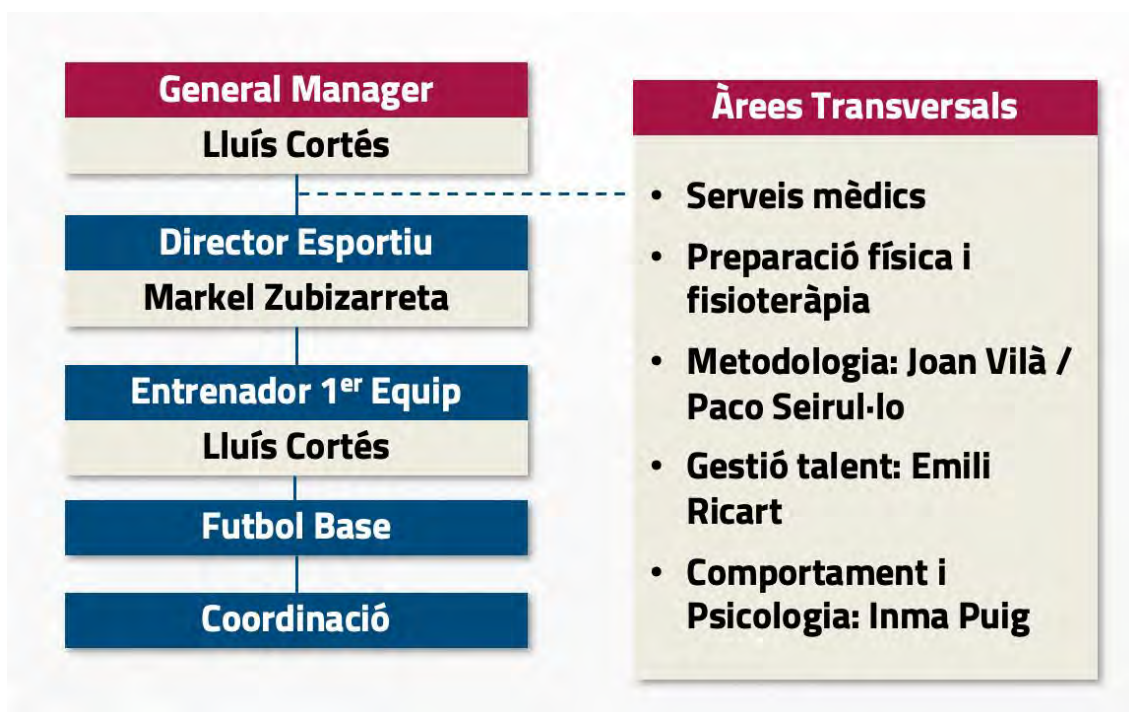 General Manager
Lluís Cortés
Director Esportiu
Markel Zubizarreta
Entrenador 1er Equip
Lluís Cortés
Futbol Base
Coordinació
Àrees Transversals
• Serveis mèdics
• Preparació física i
fisioteràpia
• Metodologia: Joan Vilà /
Paco Seirul·lo
• Gestió talent: Emili
Ricart
• Comportament i
Psicologia: Inma Puig